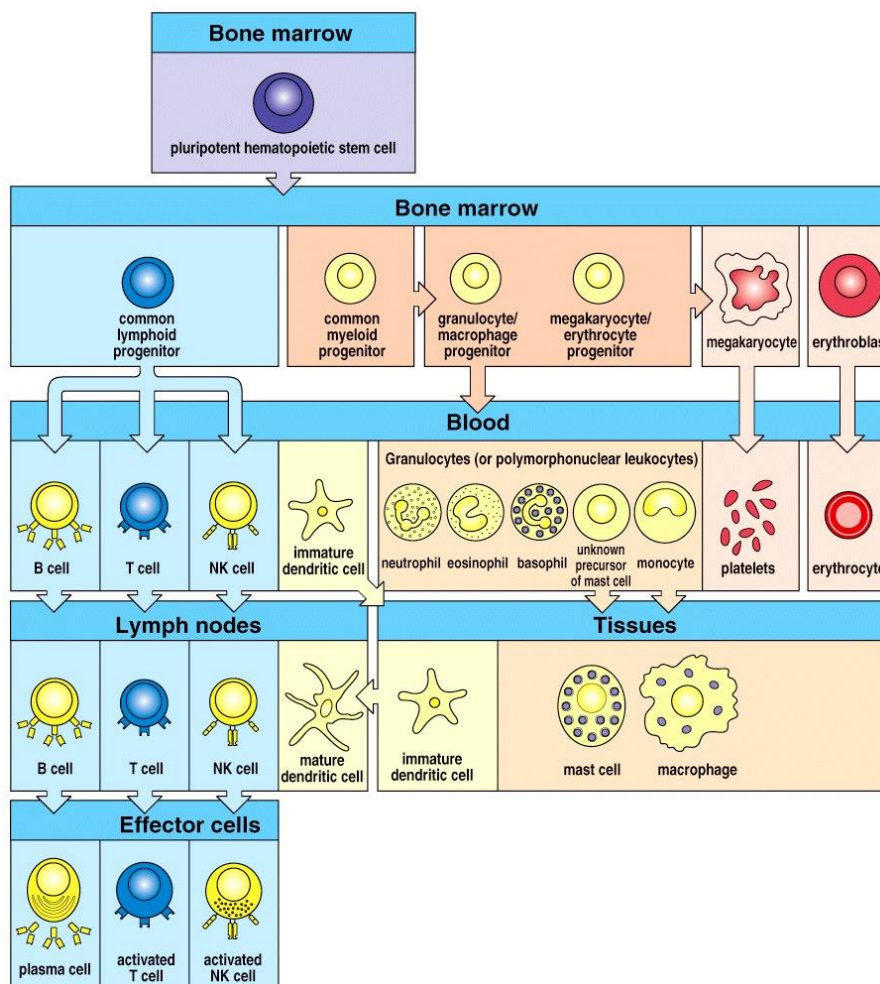 Bone marrow
pluripotent hematopoietic stem cell
Bone marrow
common
lymphoid
progenitor
common
myeloid
progenitor
granulocyte/
macrophage
progenitor
megakaryocyte/
erythrocyte
progenitor
megakaryocyte
erythroblas
Blood
Granulocytes (or polymorphonuclear leukocytes)
B cell
T cell
NK cell
immature
dendritic cell
neutrophil
eosinophil
basophil
unknown
precursor
of mast cell
monocyte
platelets
erythrocyte
Lymph nodes
Tissues
B cell
T cell
NK cell
mature
dendritic cell
immature
dendritic cell
mast cell
macrophage
Effector cells
plasma cell
activated
T cell
activated
NK cell